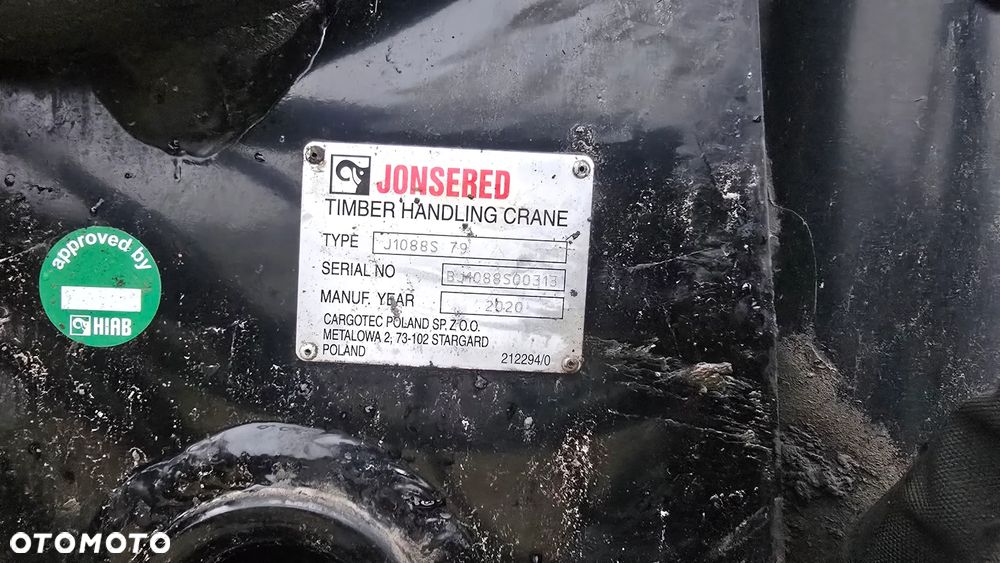 JONSERED
TIMBER HANDLING CRANE
TYPE J1088S 79
SERIAL NO BJ1088S00313
MANUF. YEAR 2020
CARGOTEC POLAND SP. Z O.O.
METALOWA 2, 73-102 STARGARD
POLAND 212294/0
approved by
HIAB
OTOMOTO